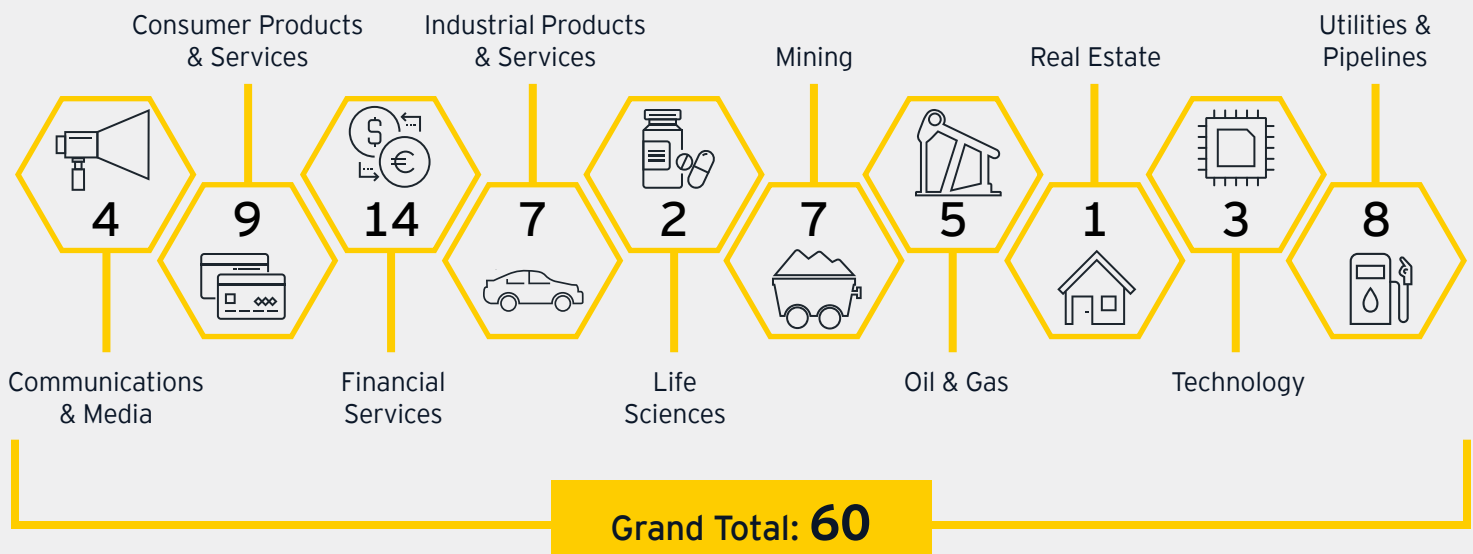 Consumer Products
& Services
Industrial Products
& Services
Mining
Real Estate
Utilities &
Pipelines
$
€
4
9
14
7
2
7
5
1
3
8
Communications
& Media
Financial
Services
Life
Sciences
Oil & Gas
Technology
Grand Total: 60